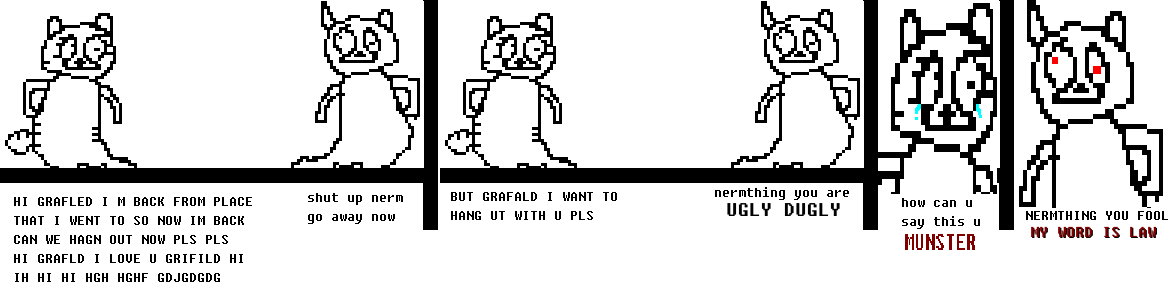 HI GRAFLED I M BACK FROM PLACE
THAT I WENT TO SO NOW IM BACK
CAN WE HAGN OUT NOW PLS PLS
HI GRAFLD I LOVE U GRIFILD HI
IH HI HI HGH HGHF GDJGDGDG
shut up nerm
go away now
BUT GRAFALD I WANT TO
HANG UT WITH U PLS
nermthing you are
UGLY DUGLY
how can u
say this u
MUNSTER
NERMTHING YOU FOOL
MY WORD IS LAW